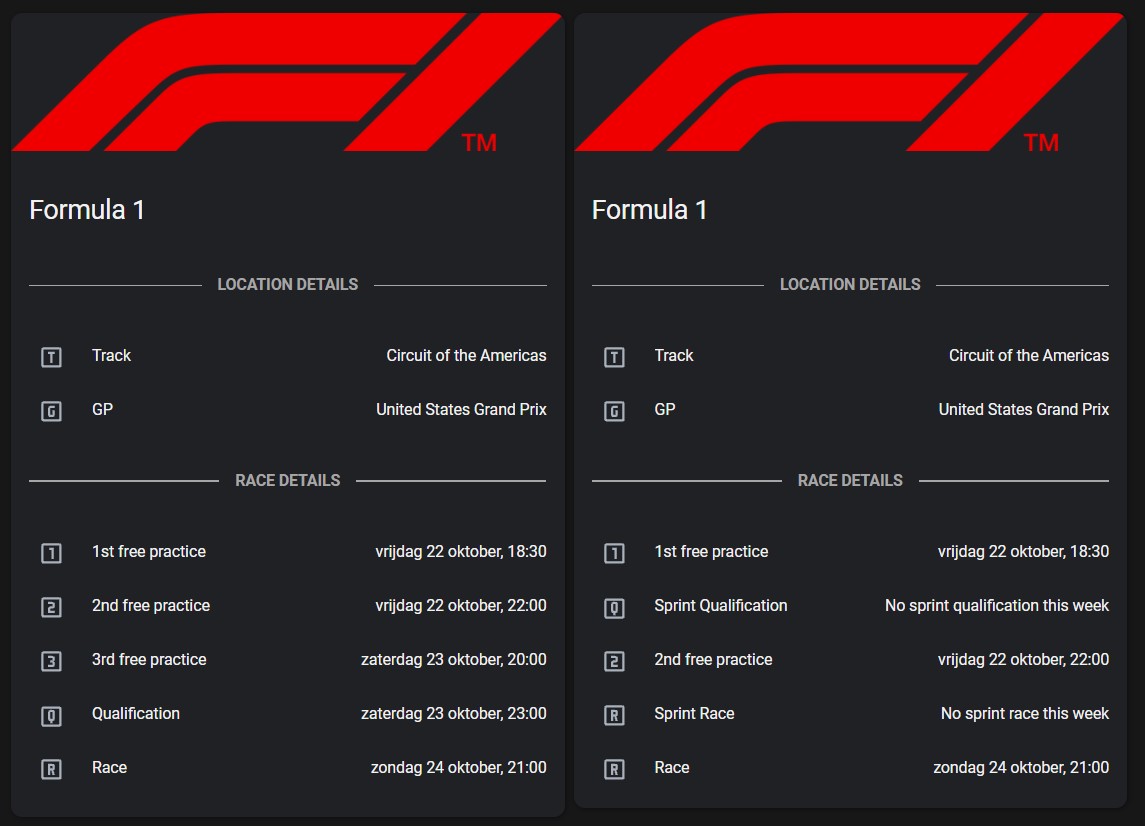 TM
Formula 1
LOCATION DETAILS
T Track Circuit of the Americas
G GP United States Grand Prix
RACE DETAILS
1 1st free practice vrijdag 22 oktober, 18:30
2 2nd free practice vrijdag 22 oktober, 22:00
3 3rd free practice zaterdag 23 oktober, 20:00
Q Qualification zaterdag 23 oktober, 23:00
R Race zondag 24 oktober, 21:00
TM
Formula 1
LOCATION DETAILS
T Track Circuit of the Americas
G GP United States Grand Prix
RACE DETAILS
1 1st free practice vrijdag 22 oktober, 18:30
Q Sprint Qualification No sprint qualification this week
2 2nd free practice vrijdag 22 oktober, 22:00
R Sprint Race No sprint race this week
R Race zondag 24 oktober, 21:00